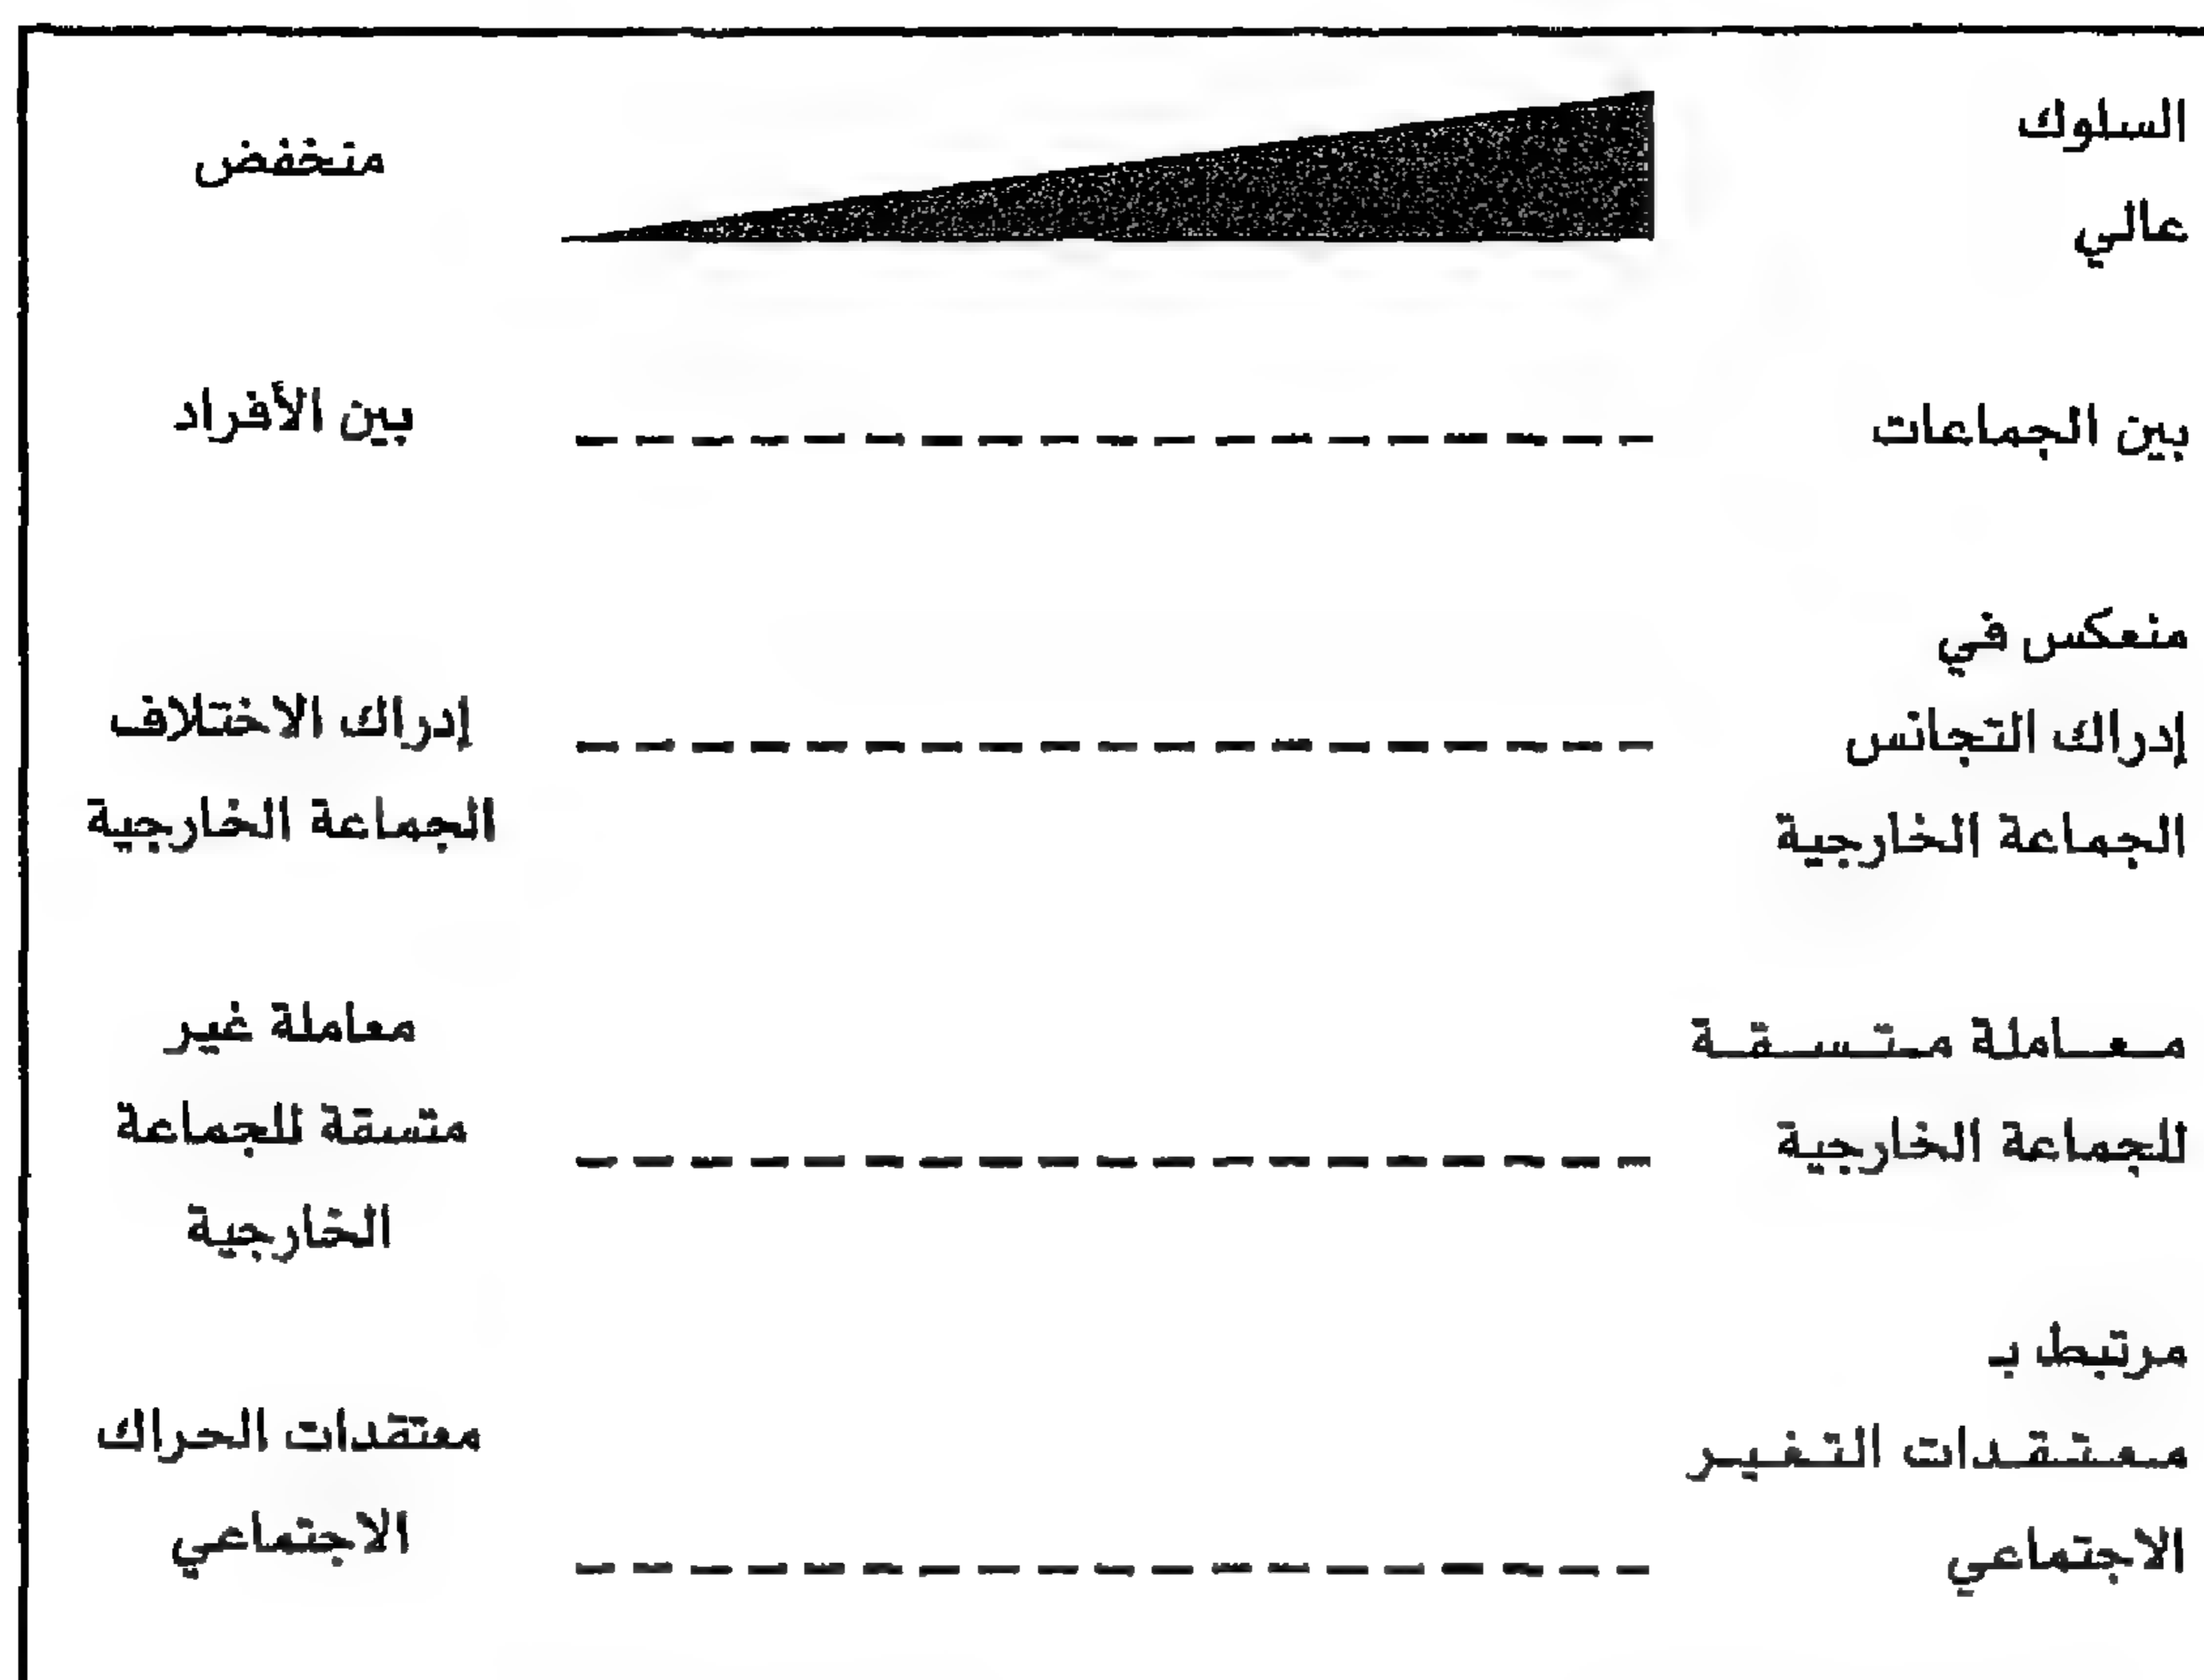 السلوك
عالي
منخفض
بين الجماعات
بين الأفراد
منعكس في
إدراك التجانس
الجماعة الخارجية
إدراك الاختلاف
الجماعة الخارجية
معاملة متسقة
للجماعة الخارجية
معاملة غير
متسقة للجماعة
الخارجية
مرتبط بـ
معتقدات التغير
الاجتماعي
معتقدات الحراك
الاجتماعي